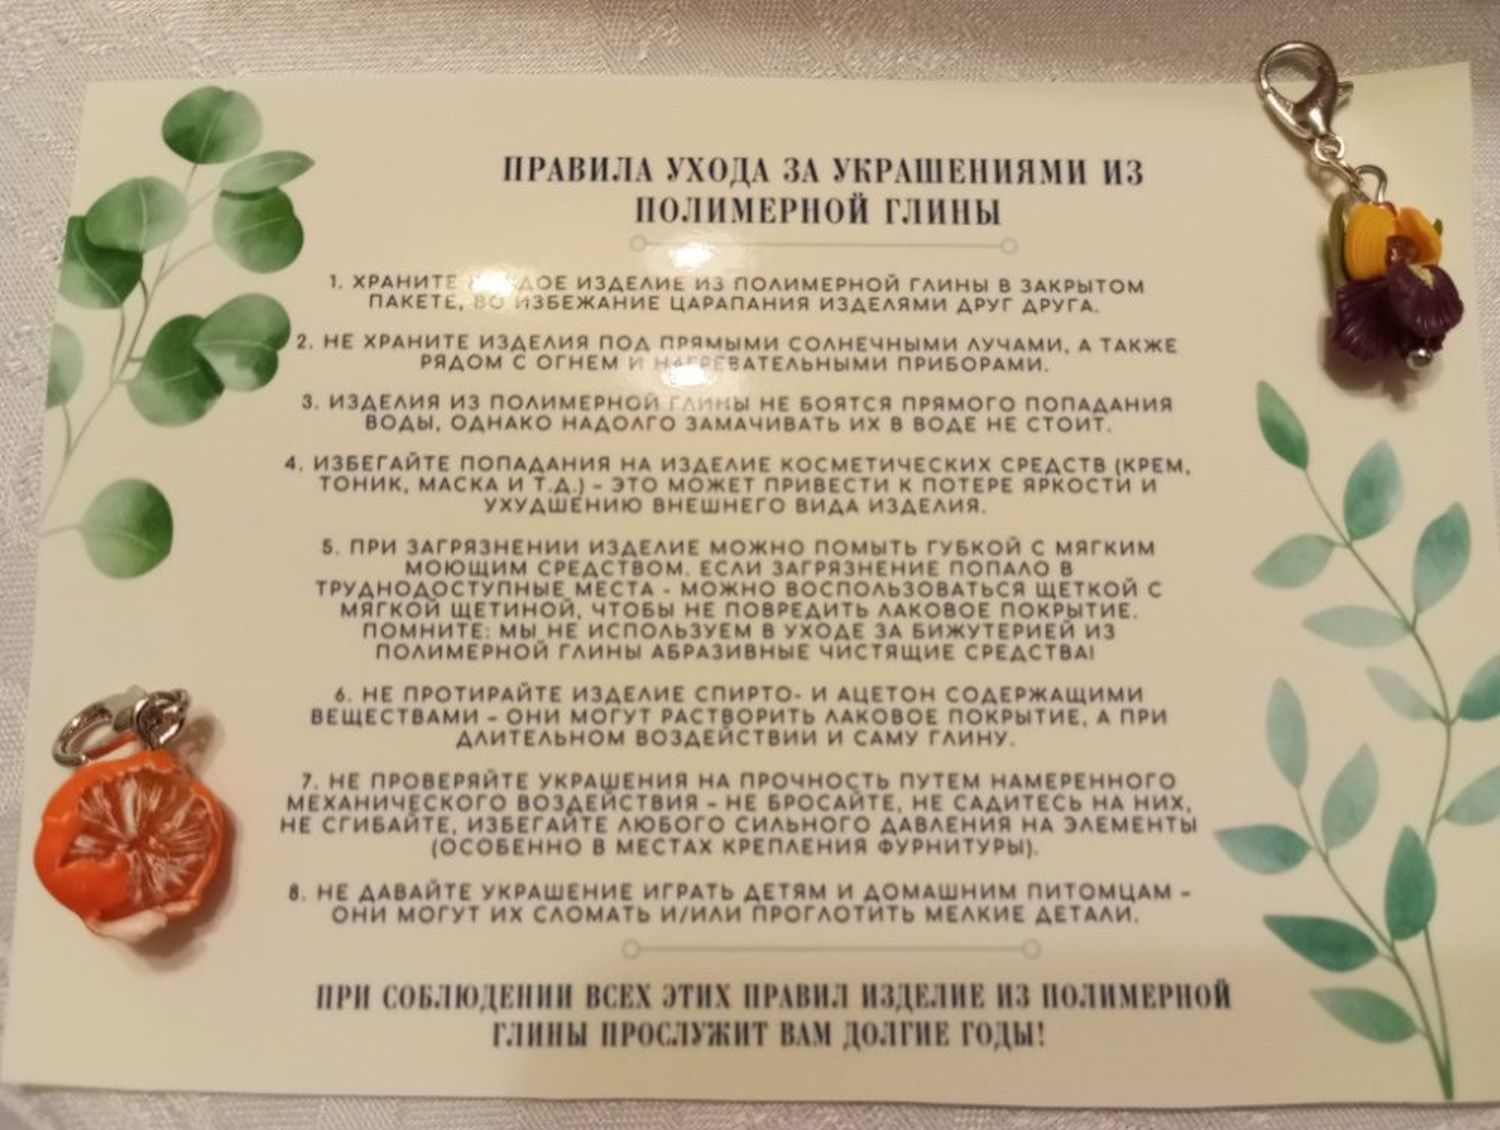 ПРАВИЛА УХОДА ЗА УКРАШЕНИЯМИ ИЗ
ПОЛИМЕРНОЙ ГЛИНЫ
1. ХРАНИТЕ ИЗДЕЛИЕ ИЗ ПОЛИМЕРНОЙ ГЛИНЫ В ЗАКРЫТОМ
ПАКЕТЕ, ВО ИЗБЕЖАНИЕ ЦАРАПАНИЯ ИЗДЕЛЯМИ ДРУГ ДРУГА.
2. НЕ ХРАНИТЕ ИЗДЕЛИЯ ПОД ПРЯМЫМИ СОЛНЕЧНЫМИ ЛУЧАМИ, А ТАКЖЕ
РЯДОМ С ОГНЕМ И НАГРЕВАТЕЛЬНЫМИ ПРИБОРАМИ.
3. ИЗДЕЛИЯ ИЗ ПОЛИМЕРНОЙ ГЛИНЫ НЕ БОЯТСЯ ПРЯМОГО ПОПАДАНИЯ
ВОДЫ, ОДНАКО НАДОЛГО ЗАМАЧИВАТЬ ИХ В ВОДЕ НЕ СТОИТ.
4. ИЗБЕГАЙТЕ ПОПАДАНИЯ НА ИЗДЕЛИЕ КОСМЕТИЧЕСКИХ СРЕДСТВ (КРЕМ,
ТОНИК, МАСКА И Т.Д.) – ЭТО МОЖЕТ ПРИВЕСТИ К ПОТЕРЕ ЯРКОСТИ И
УХУДШЕНИЮ ВНЕШНЕГО ВИДА ИЗДЕЛИЯ.
5. ПРИ ЗАГРЯЗНЕНИИ ИЗДЕЛИЕ МОЖНО ПОМЫТЬ ГУБКОЙ С МЯГКИМ
МОЮЩИМ СРЕДСТВОМ. ЕСЛИ ЗАГРЯЗНЕНИЕ ПОПАЛО В
ТРУДНОДОСТУПНЫЕ МЕСТА - МОЖНО ВОСПОЛЬЗОВАТЬСЯ ЩЕТКОЙ С
МЯГКОЙ ЩЕТИНОЙ, ЧТОБЫ НЕ ПОВРЕДИТЬ ЛАКОВОЕ ПОКРЫТИЕ.
ПОМНИТЕ: МЫ НЕ ИСПОЛЬЗУЕМ В УХОДЕ ЗА БИЖУТЕРИЕЙ ИЗ
ПОЛИМЕРНОЙ ГЛИНЫ АБРАЗИВНЫЕ ЧИСТЯЩИЕ СРЕДСТВА!
6. НЕ ПРОТИРАЙТЕ ИЗДЕЛИЕ СПИРТО- И АЦЕТОН СОДЕРЖАЩИМИ
ВЕЩЕСТВАМИ – ОНИ МОГУТ РАСТВОРИТЬ ЛАКОВОЕ ПОКРЫТИЕ, А ПРИ
ДЛИТЕЛЬНОМ ВОЗДЕЙСТВИИ И САМУ ГЛИНУ.
7. НЕ ПРОВЕРЯЙТЕ УКРАШЕНИЯ НА ПРОЧНОСТЬ ПУТЕМ НАМЕРЕННОГО
МЕХАНИЧЕСКОГО ВОЗДЕЙСТВИЯ – НЕ БРОСАЙТЕ, НЕ САДИТЕСЬ НА НИХ,
НЕ СГИБАЙТЕ, ИЗБЕГАЙТЕ ЛЮБОГО СИЛЬНОГО ДАВЛЕНИЯ НА ЭЛЕМЕНТЫ
(ОСОБЕННО В МЕСТАХ КРЕПЛЕНИЯ ФУРНИТУРЫ).
8. НЕ ДАВАЙТЕ УКРАШЕНИЕ ИГРАТЬ ДЕТЯМ И ДОМАШНИМ ПИТОМЦАМ –
ОНИ МОГУТ ИХ СЛОМАТЬ И/ИЛИ ПРОГЛОТИТЬ МЕЛКИЕ ДЕТАЛИ.
ПРИ СОБЛЮДЕНИИ ВСЕХ ЭТИХ ПРАВИЛ ИЗДЕЛИЕ ИЗ ПОЛИМЕРНОЙ
ГЛИНЫ ПРОСЛУЖИТ ВАМ ДОЛГИЕ ГОДЫ!